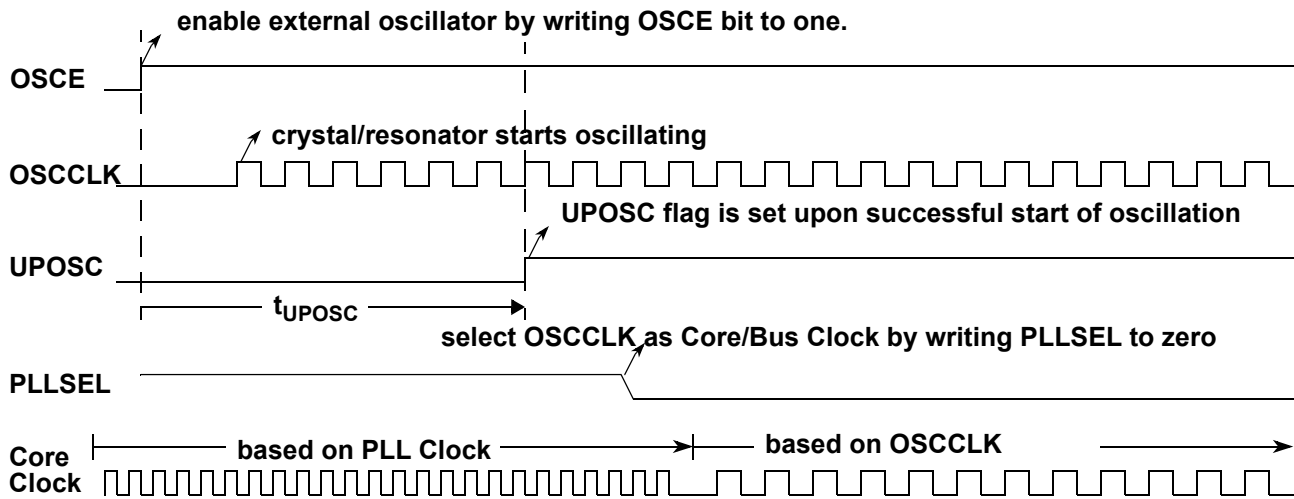 enable external oscillator by writing OSCE bit to one.
OSCE
crystal/resonator starts oscillating
OSCCLK
UPOSC flag is set upon successful start of oscillation
UPOSC
tUPOSC
select OSCCLK as Core/Bus Clock by writing PLLSEL to zero
PLLSEL
based on PLL Clock
based on OSCCLK
Core
Clock